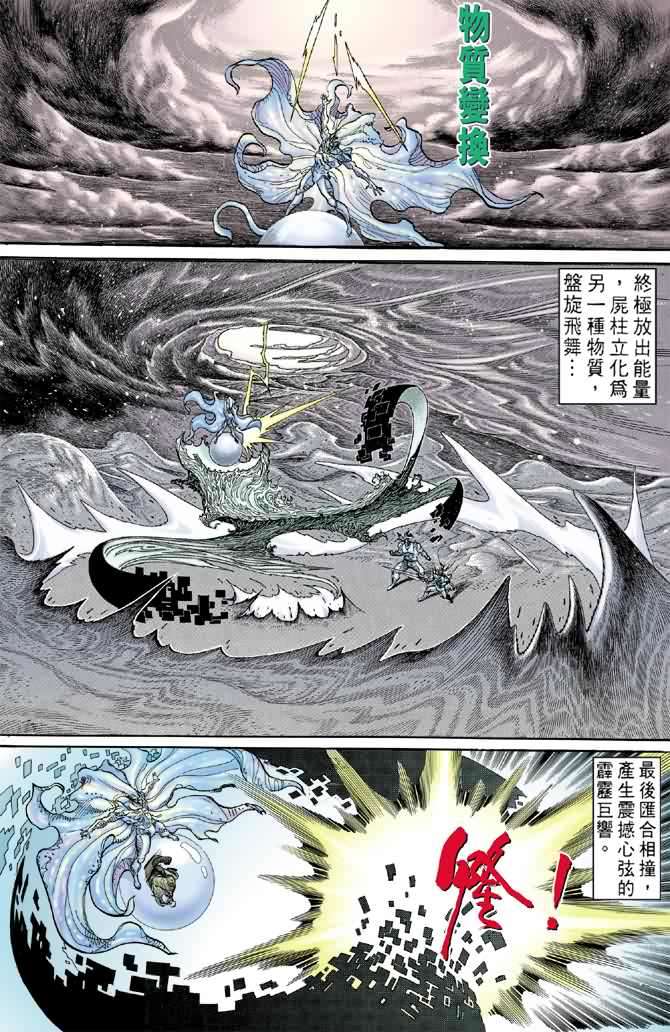 物質變換
終極放出能量
，屍柱立化為
另一種物質，
盤旋飛舞…
最後匯合相撞，
產生震撼心弦的
霹靂巨響。
！